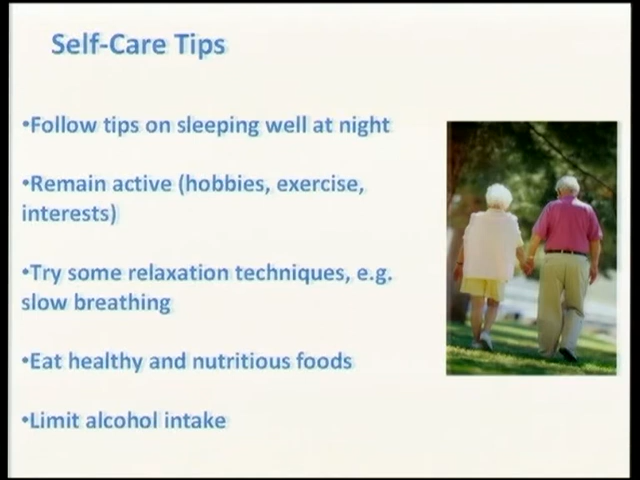 Self-Care Tips
•Follow tips on sleeping well at night
•Remain active (hobbies, exercise,
interests)
•Try some relaxation techniques, e.g.
slow breathing
•Eat healthy and nutritious foods
•Limit alcohol intake